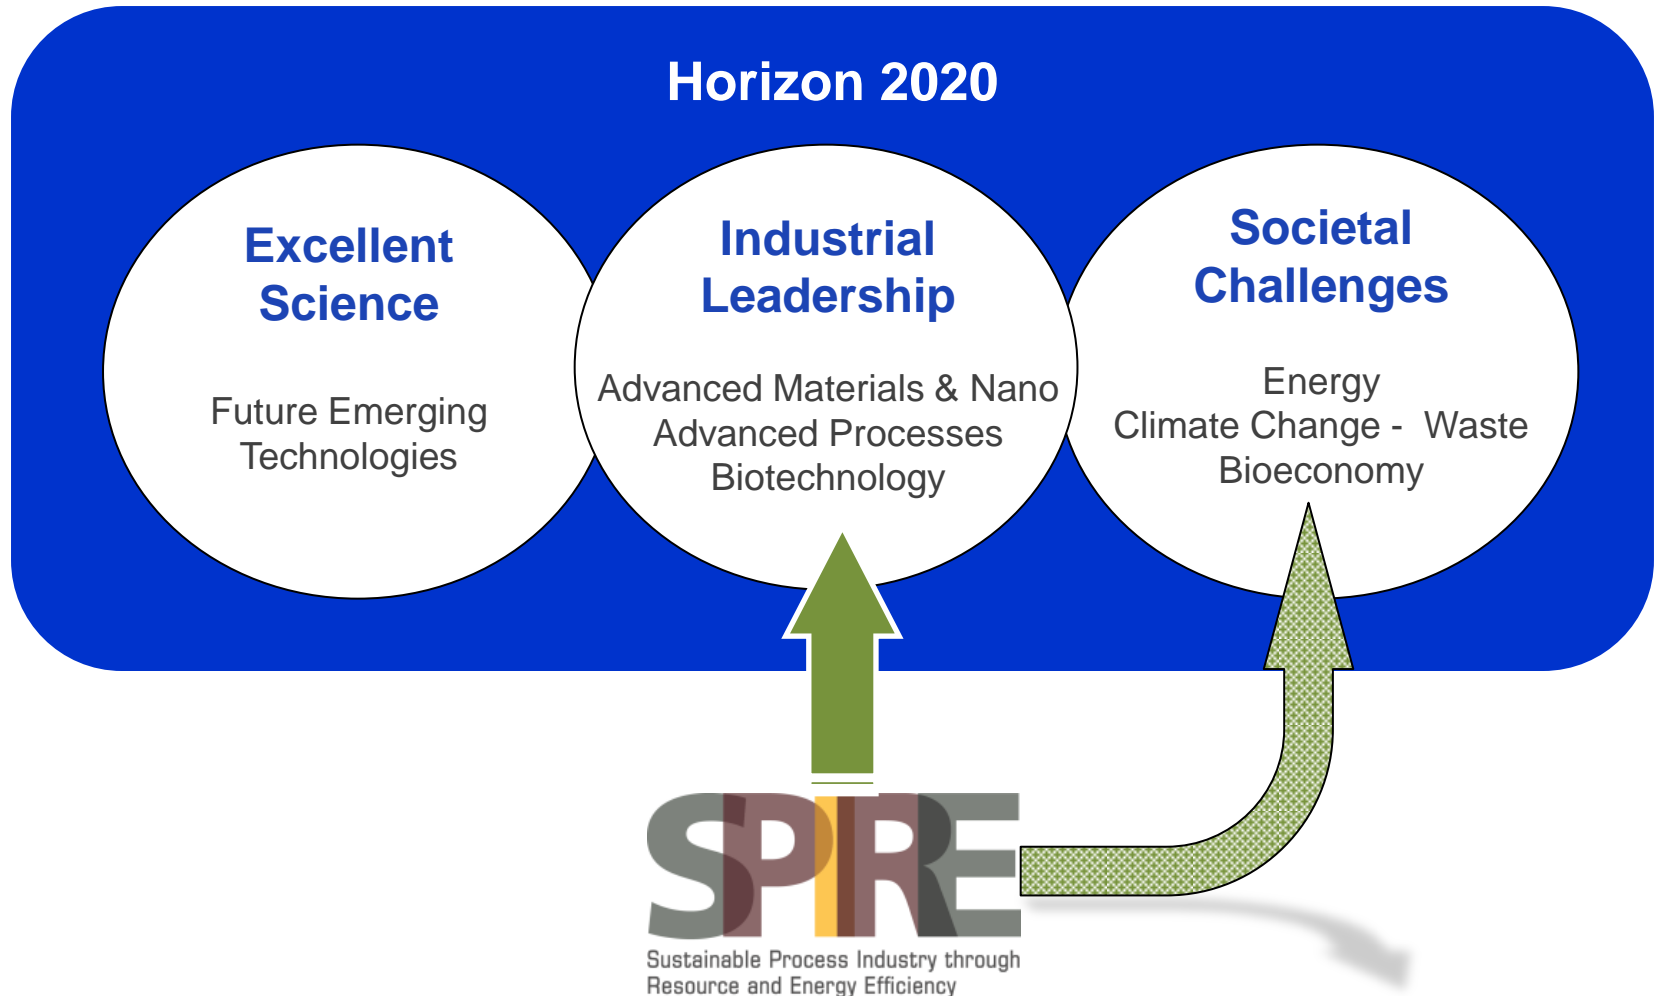 Horizon 2020
Excellent
Science
Future Emerging
Technologies
Industrial
Leadership
Advanced Materials & Nano
Advanced Processes
Biotechnology
Societal
Challenges
Energy
Climate Change - Waste
Bioeconomy
SPIRE
Sustainable Process Industry through
Resource and Energy Efficiency